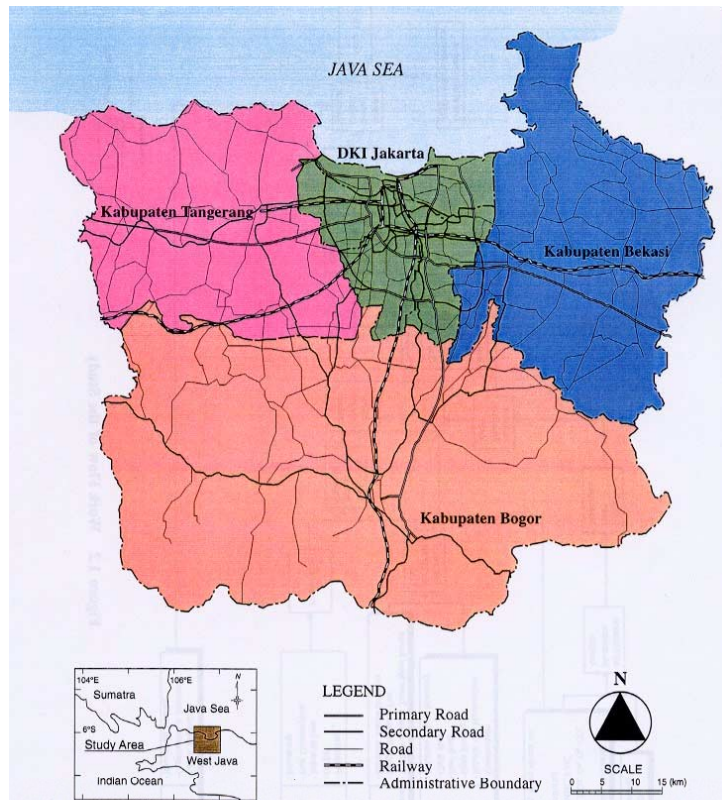 JAVA SEA
DKI Jakarta
Kabupaten Tangerang
Kabupaten Bekasi
Kabupaten Bogor
104°E
106°E
N
Sumatra
Java Sea
6°S
Study Area
West Java
Indian Ocean
LEGEND
Primary Road
Secondary Road
Road
Railway
Administrative Boundary
N
SCALE
0 5 10 15 (km)